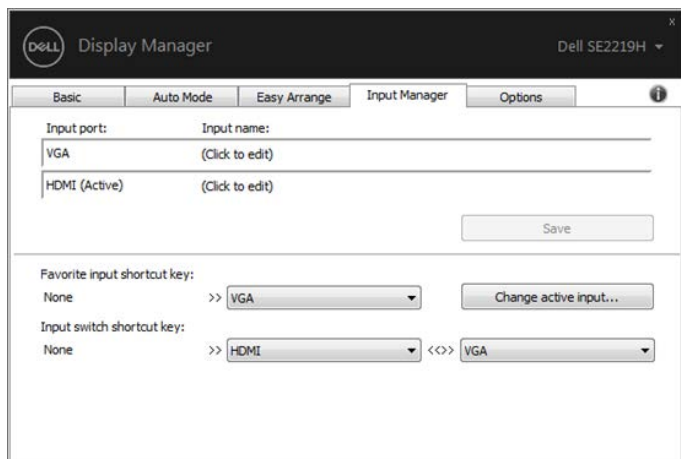 x
DELL Display Manager Dell SE2219H
Basic Auto Mode Easy Arrange Input Manager Options i
Input port: Input name:
VGA (Click to edit)
HDMI (Active) (Click to edit)
Save
Favorite input shortcut key:
None >> VGA Change active input...
Input switch shortcut key:
None >> HDMI <<>> VGA